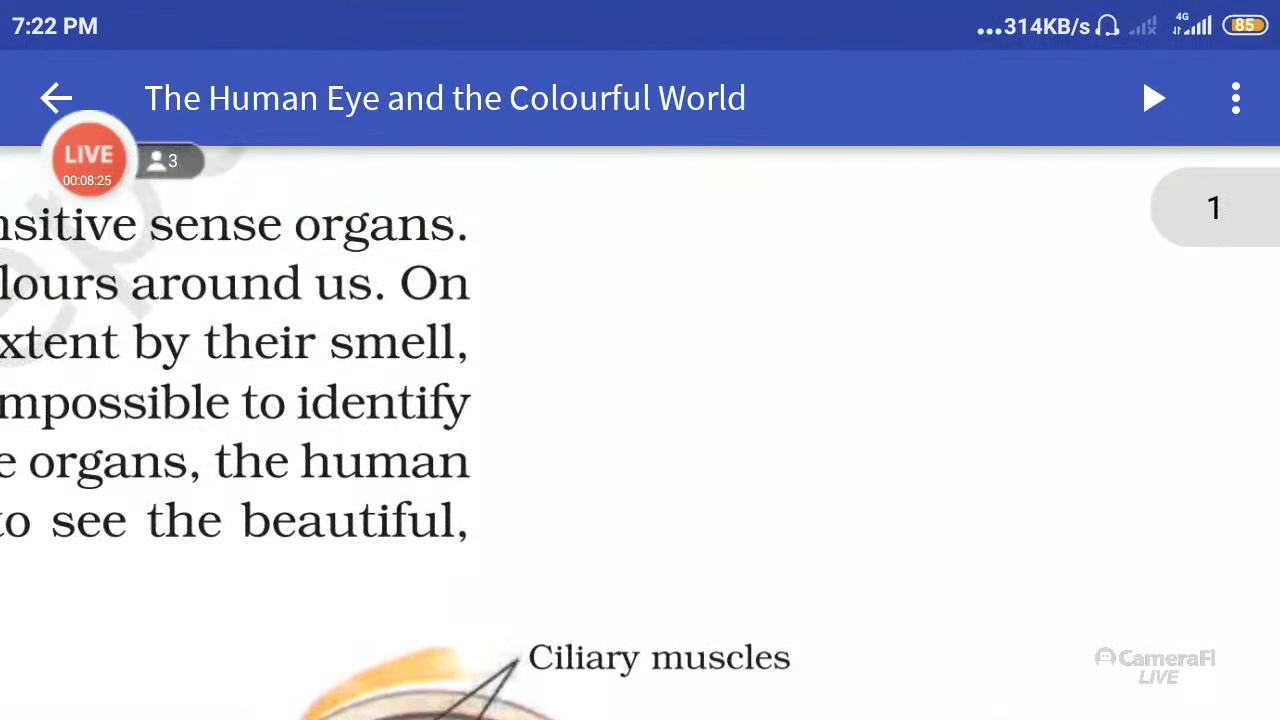 7:22 PM
...314KB/s 4G 85
The Human Eye and the Colourful World
LIVE
00:08:25
3
1
nsitive sense organs.
lours around us. On
xtent by their smell,
mpossible to identify
e organs, the human
to see the beautiful,
Ciliary muscles
CameraFi
LIVE